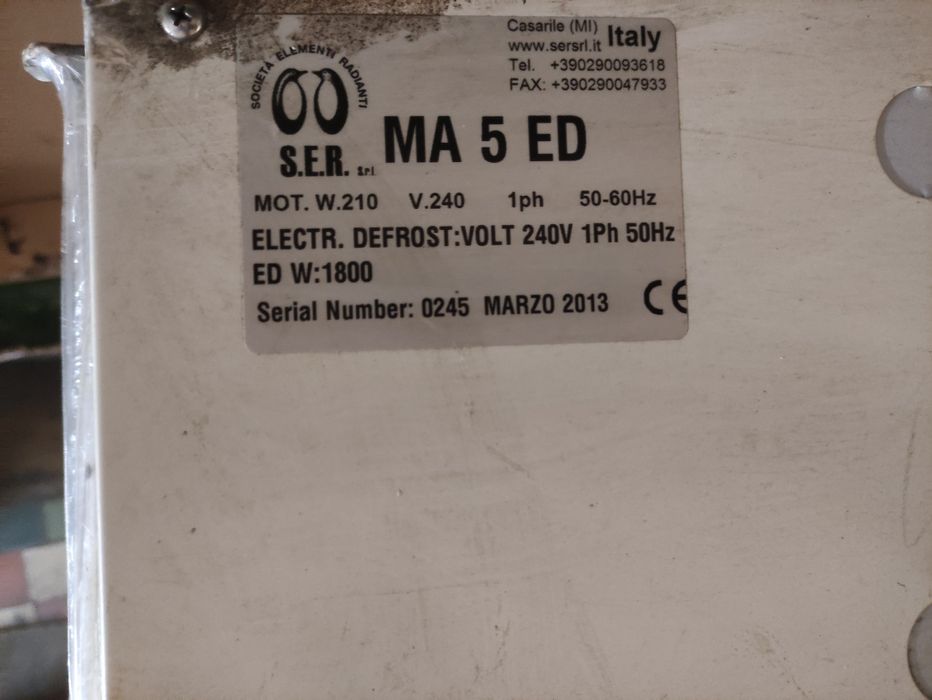 Casarile (MI) Italy
www.sersrl.it
Tel. +390290093618
FAX: +390290047933
SOCIETÀ ELEMENTI RADIANTI
S.E.R. Srl
MA 5 ED
MOT. W.210 V.240 1ph 50-60Hz
ELECTR. DEFROST:VOLT 240V 1Ph 50Hz
ED W:1800
Serial Number: 0245 MARZO 2013 CE